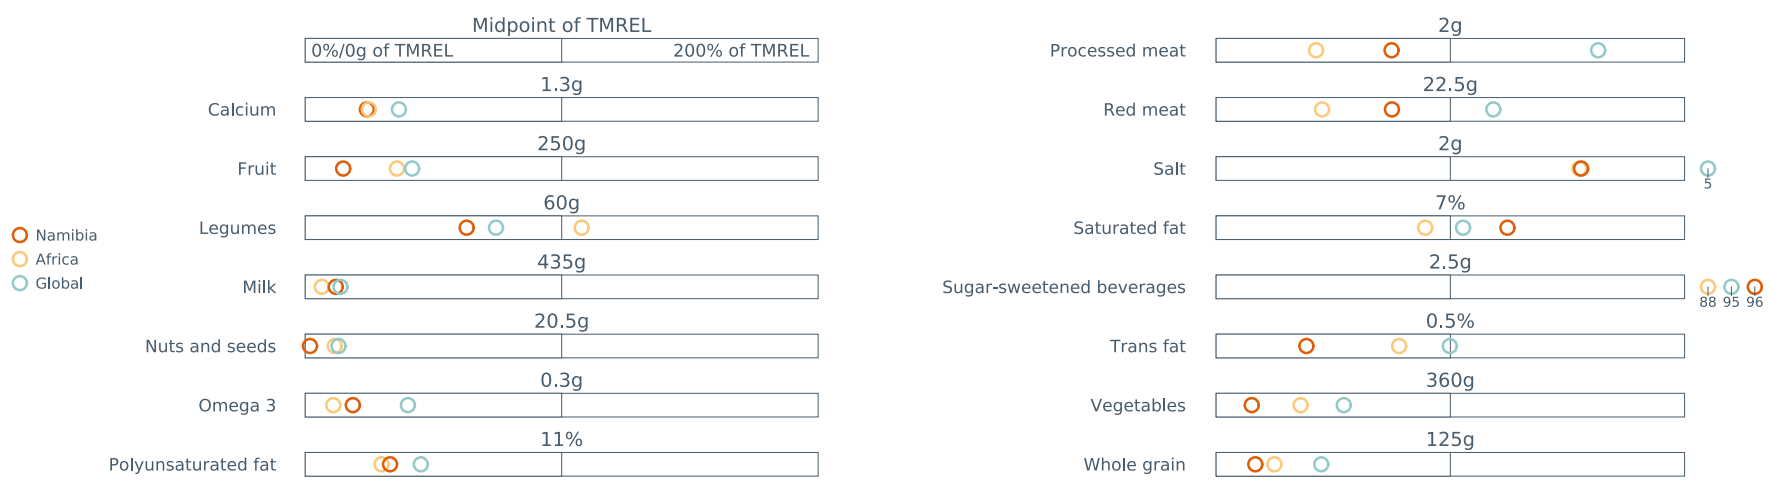 Midpoint of TMREL
0%/0g of TMREL 200% of TMREL
1.3g
Calcium
250g
Fruit
60g
Legumes
435g
Milk
20.5g
Nuts and seeds
0.3g
Omega 3
11%
Polyunsaturated fat
Namibia
Africa
Global
2g
Processed meat
22.5g
Red meat
2g
Salt
5
7%
Saturated fat
2.5g
Sugar-sweetened beverages
88 95 96
0.5%
Trans fat
360g
Vegetables
125g
Whole grain